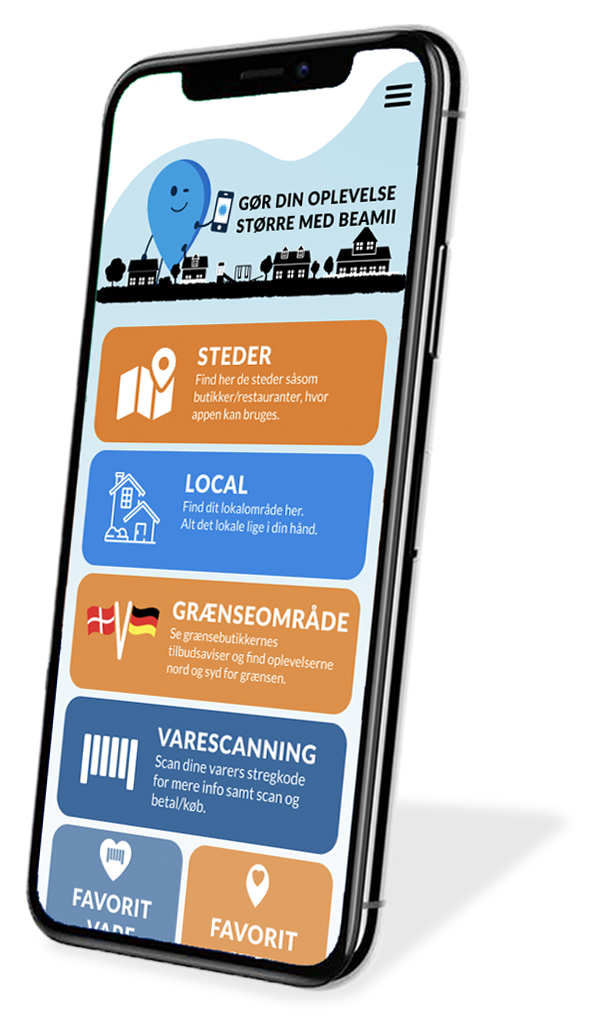 GØR DIN OPLEVELSE
STØRRE MED BEAMII
STEDER
Find her de steder såsom
butikker/restauranter, hvor
appen kan bruges.
LOCAL
Find dit lokalområde her.
Alt det lokale lige i din hånd.
GRÆNSEOMRÅDE
Se grænsebutikkernes
tilbudsaviser og find oplevelserne
nord og syd for grænsen.
VARESCANNING
Scan dine varers stregkode
for mere info samt scan og
betal/køb.
FAVORIT
VARE
FAVORIT